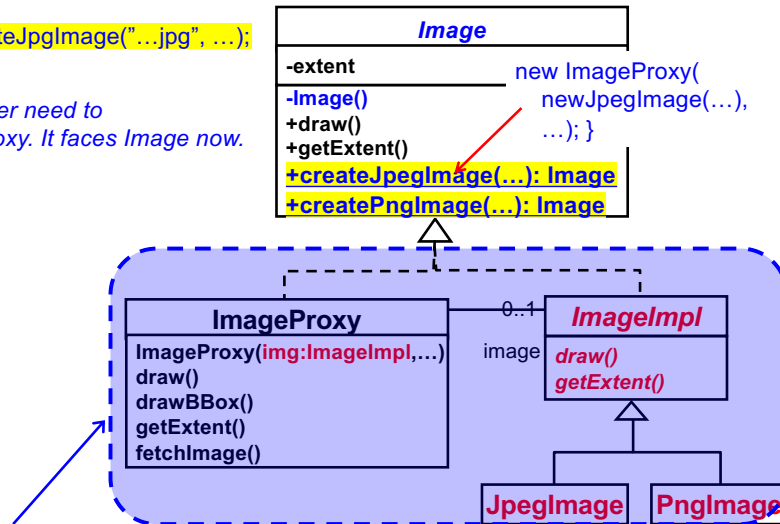 teJpgImage("…jpg", …);
er need to
oxy. It faces Image now.
Image
-extent
-Image()
+draw()
+getExtent()
+createJpegImage(…): Image
+createPngImage(…): Image
new ImageProxy(
newJpegImage(…),
…); }
ImageProxy
ImageProxy(img:ImageImpl,…)
draw()
drawBBox()
getExtent()
fetchImage()
0..1
image
ImageImpl
draw()
getExtent()
JpegImage
PngImage